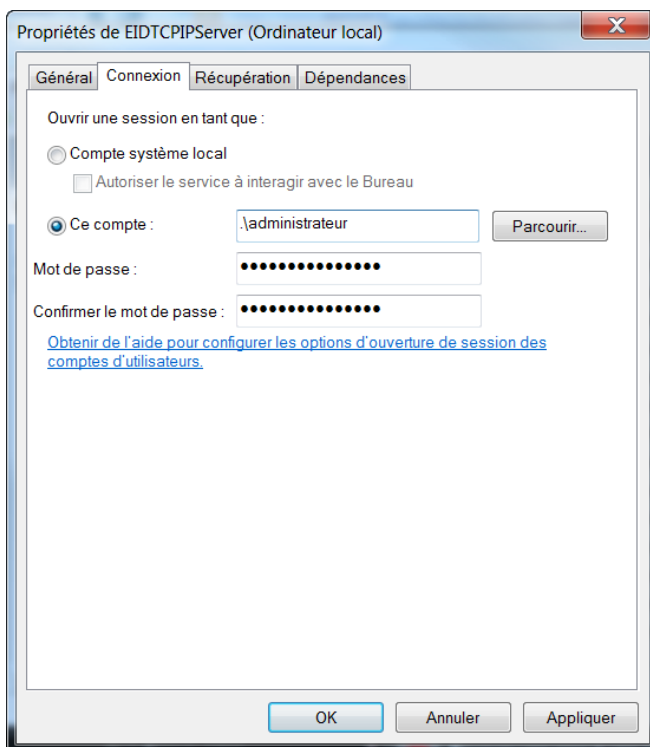 Propriétés de EIDTCPIPServer (Ordinateur local)
Général Connexion Récupération Dépendances
Ouvrir une session en tant que :
Compte système local
Autoriser le service à interagir avec le Bureau
Ce compte : .\administrateur Parcourir...
Mot de passe : •••••••••••••••
Confirmer le mot de passe : •••••••••••••••
Obtenir de l'aide pour configurer les options d'ouverture de session des
comptes d'utilisateurs.
OK Annuler Appliquer